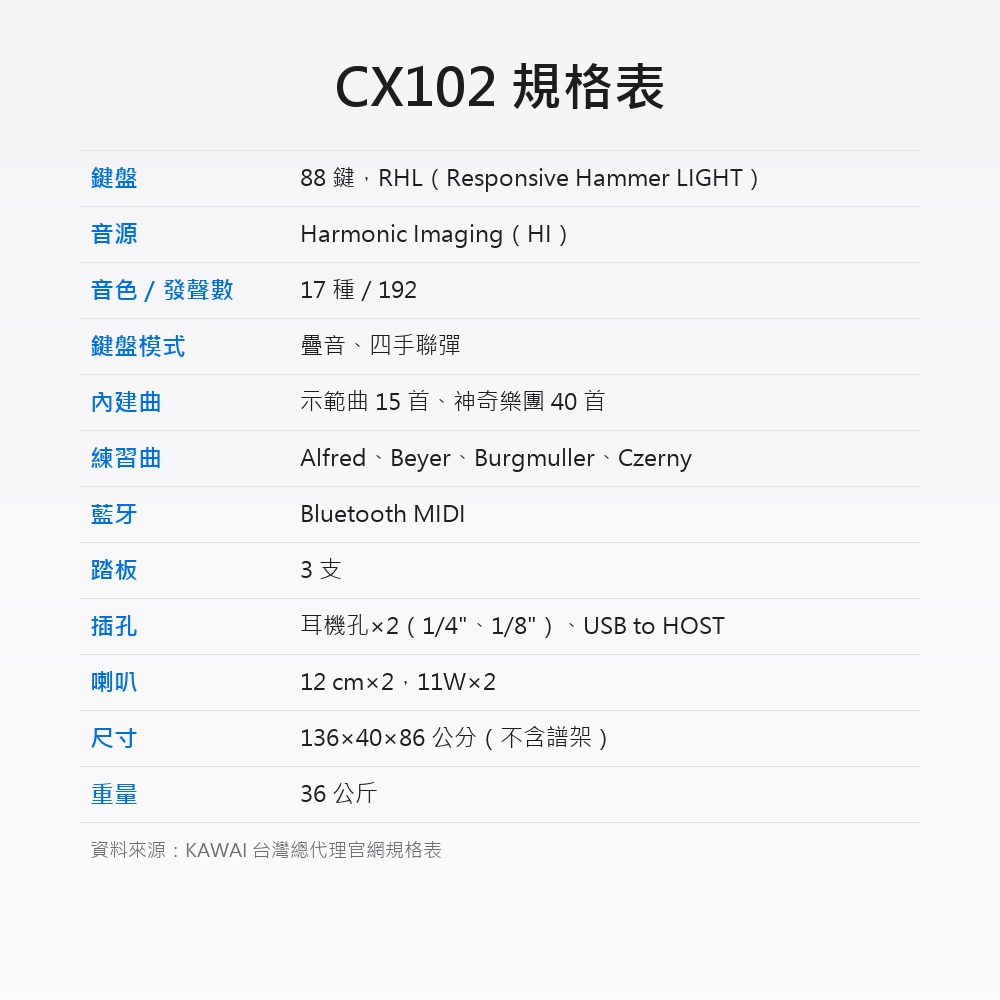 CX102 規格表
鍵盤 88 鍵，RHL（Responsive Hammer LIGHT）
音源 Harmonic Imaging（HI）
音色 / 發聲數 17 種 / 192
鍵盤模式 疊音、四手聯彈
內建曲 示範曲 15 首、神奇樂團 40 首
練習曲 Alfred、Beyer、Burgmuller、Czerny
藍牙 Bluetooth MIDI
踏板 3 支
插孔 耳機孔×2（1/4"、1/8"）、USB to HOST
喇叭 12 cm×2，11W×2
尺寸 136×40×86 公分（不含譜架）
重量 36 公斤
資料來源：KAWAI 台灣總代理官網規格表